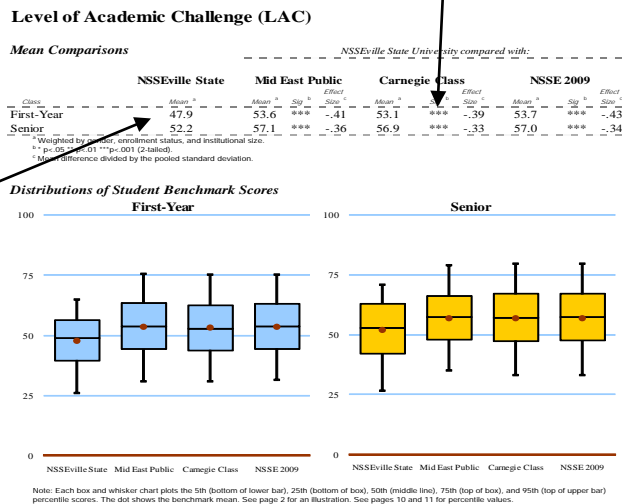 Level of Academic Challenge (LAC)
Mean Comparisons
NSSEville State University compared with:
NSSEville State Mid East Public Carnegie Class NSSE 2009
Class Mean a Mean a Sig b Effect Size c Mean a Sig b Effect Size c Mean a Sig b Effect Size c
First-Year 47.9 53.6 *** -.41 53.1 *** -.39 53.7 *** -.43
Senior 52.2 57.1 *** -.36 56.9 *** -.33 57.0 *** -.34
a Weighted by gender, enrollment status, and institutional size.
b * p<.05 ** p<.01 ***p<.001 (2-tailed).
c Mean difference divided by the pooled standard deviation.
Distributions of Student Benchmark Scores
First-Year Senior
100 100
75 75
50 50
25 25
0 0
NSSEville State Mid East Public Carnegie Class NSSE 2009 NSSEville State Mid East Public Carnegie Class NSSE 2009
Note: Each box and whisker chart plots the 5th (bottom of lower bar), 25th (bottom of box), 50th (middle line), 75th (top of box), and 95th (top of upper bar)
percentile scores. The dot shows the benchmark mean. See page 2 for an illustration. See pages 10 and 11 for percentile values.